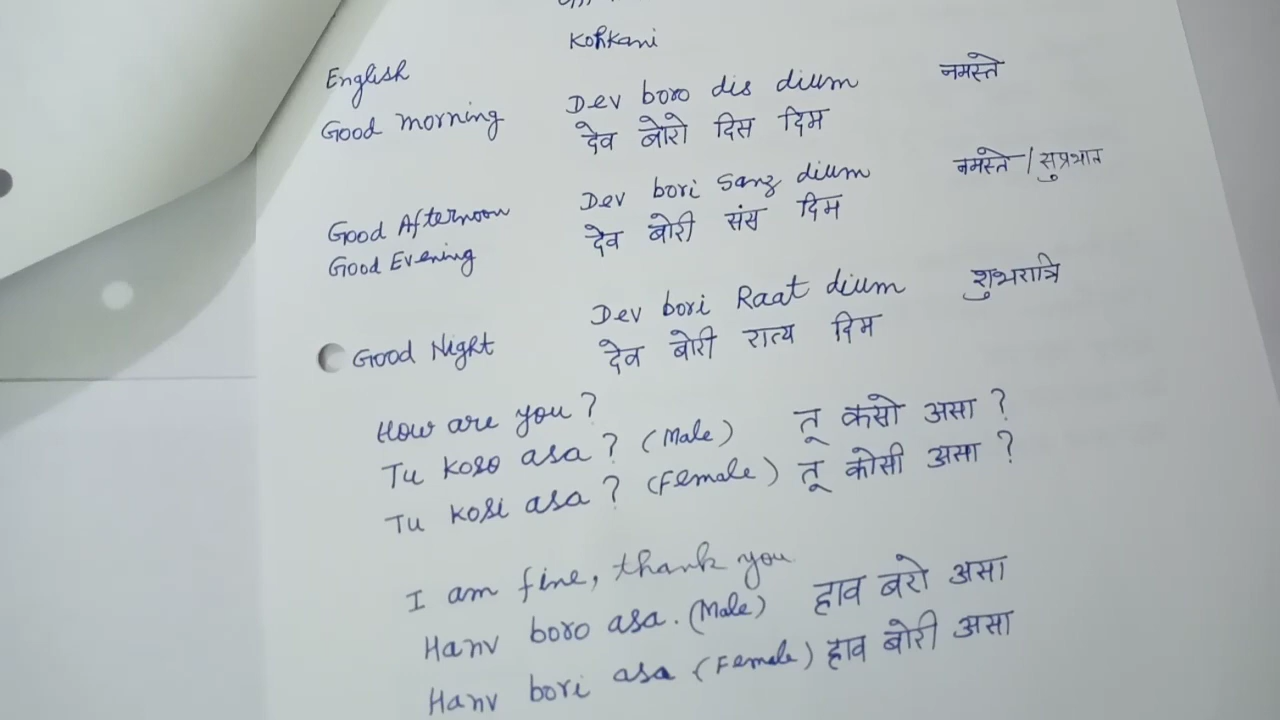 Konkani
English
Good morning Dev boro dis dium नमस्ते
देव बोरो दिस दिम
Good Afternoon Dev bori Sanz dium नमस्ते / सुप्रभात
Good Evening देव बोरी संस दिम
Good Night Dev bori Raat dium शुभरात्रि
देव बोरी रात्य दिम
How are you?
Tu koso asa? (Male) तू कसो असा ?
Tu kosi asa? (Female) तू कोसी असा ?
I am fine, thank you
Hanv boro asa. (Male) हाव बरो असा
Hanv bori asa (Female) हाव बोरी असा